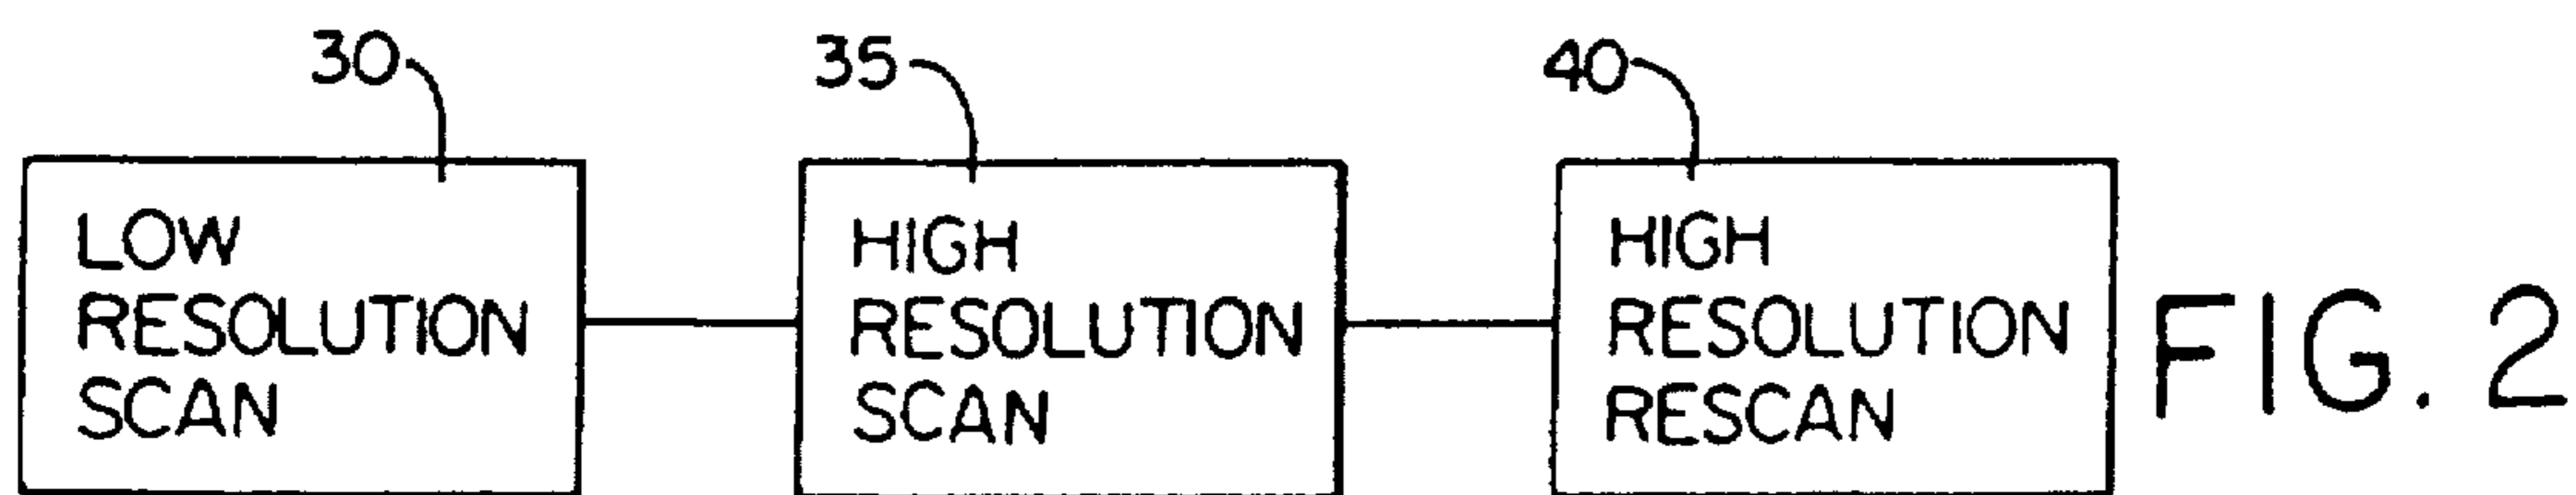 30
35
40
LOW
RESOLUTION
SCAN
HIGH
RESOLUTION
SCAN
HIGH
RESOLUTION
RESCAN
FIG. 2